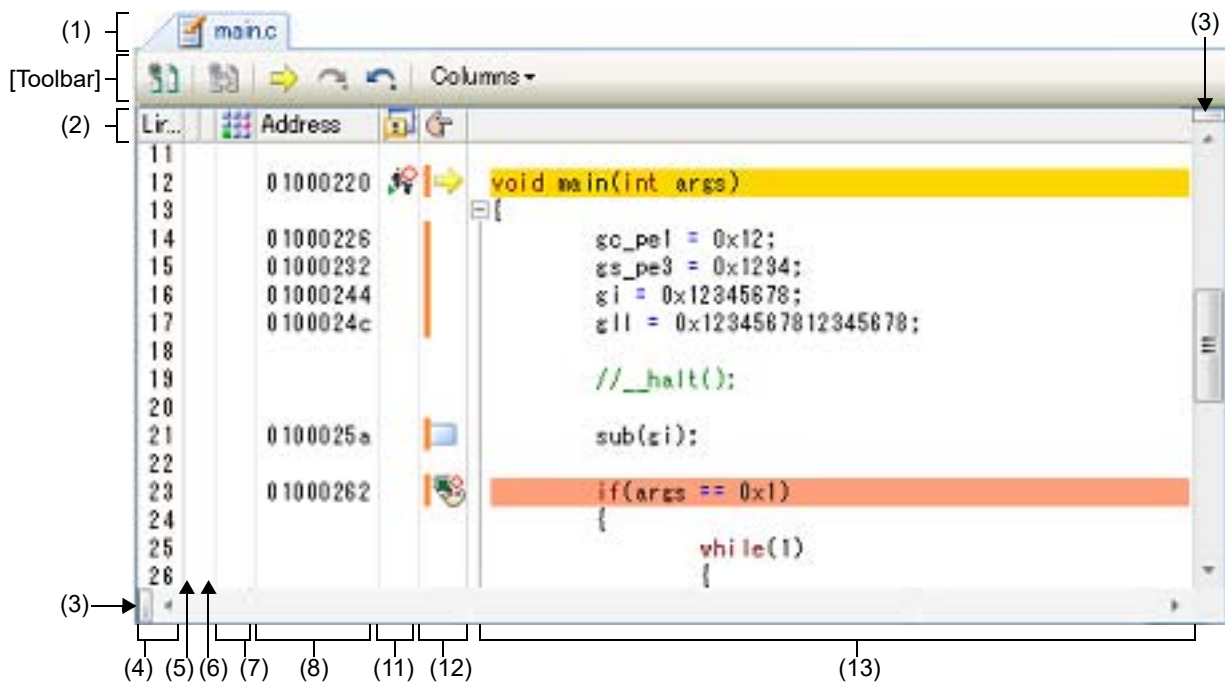 (1) main.c (3)
[Toolbar] Columns
(2) Lir... Address
11
12 01000220 void main(int args)
13 {
14 01000226 gc_pe1 = 0x12;
15 01000232 gs_pe3 = 0x1234;
16 01000244 gi = 0x12345678;
17 0100024c gll = 0x1234567812345678;
18
19 //__halt();
20
21 0100025a sub(gi);
22
23 01000262 if(args == 0x1)
24 {
25 while(1)
26 {
(3)
(4) (5) (6) (7) (8) (11) (12) (13)